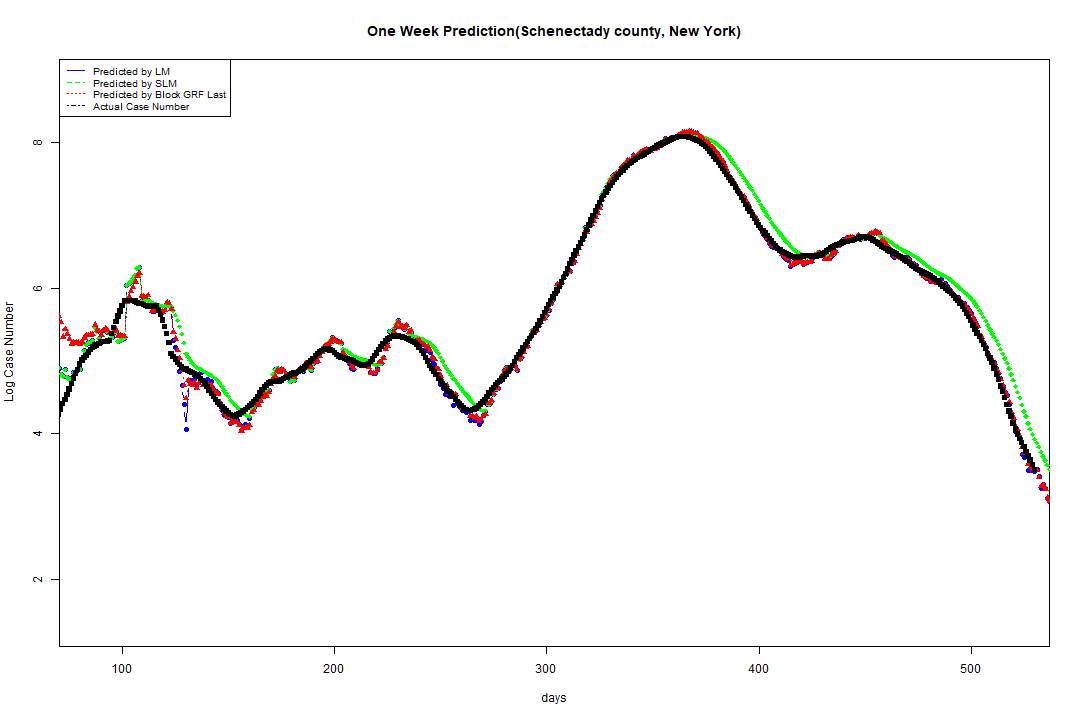 One Week Prediction(Schenectady county, New York)
Predicted by LM
Predicted by SLM
Predicted by Block GRF Last
Actual Case Number
8
6
4
2
Log Case Number
100 200 300 400 500
days